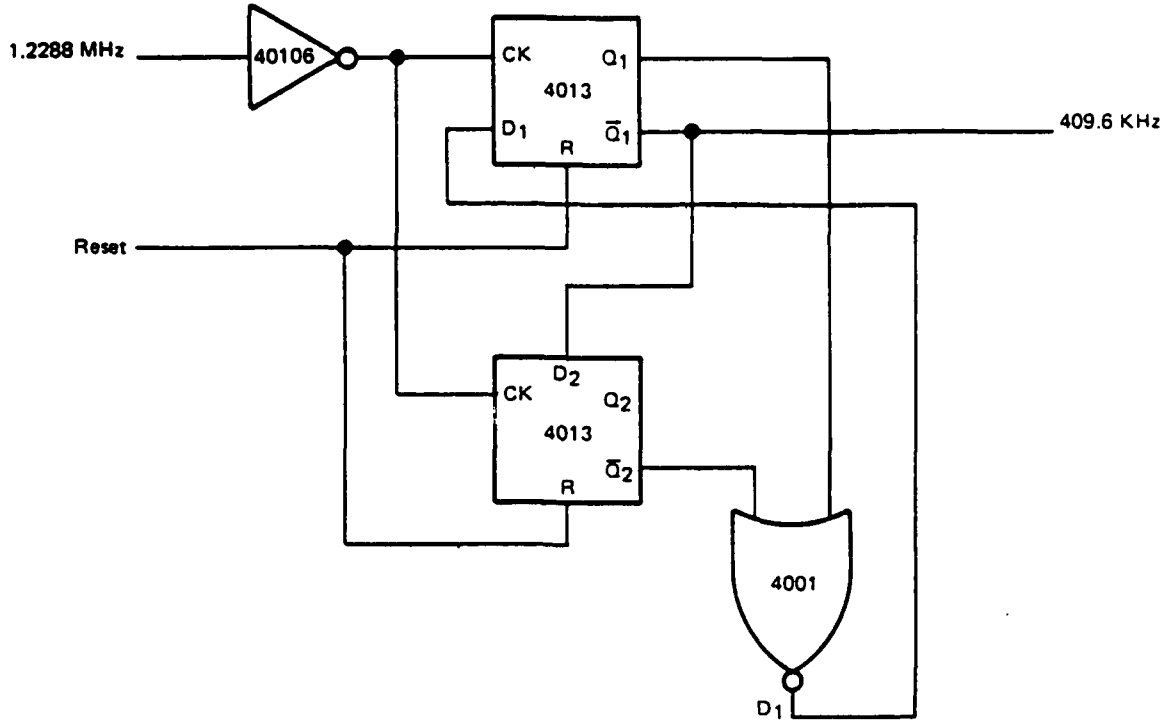 1.2288 MHz
40106
CK
Q1
4013
D1
Q̅1
R
409.6 KHz
Reset
D2
CK
Q2
4013
Q̅2
R
4001
D1